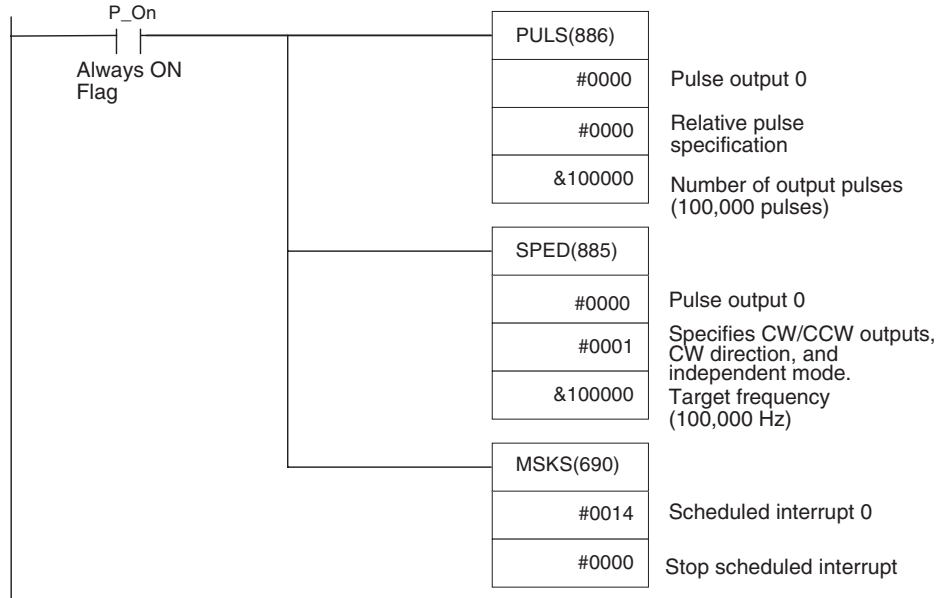 P_On
Always ON
Flag
PULS(886)
#0000 Pulse output 0
#0000 Relative pulse
specification
&100000 Number of output pulses
(100,000 pulses)
SPED(885)
#0000 Pulse output 0
#0001 Specifies CW/CCW outputs,
CW direction, and
independent mode.
&100000 Target frequency
(100,000 Hz)
MSKS(690)
#0014 Scheduled interrupt 0
#0000 Stop scheduled interrupt